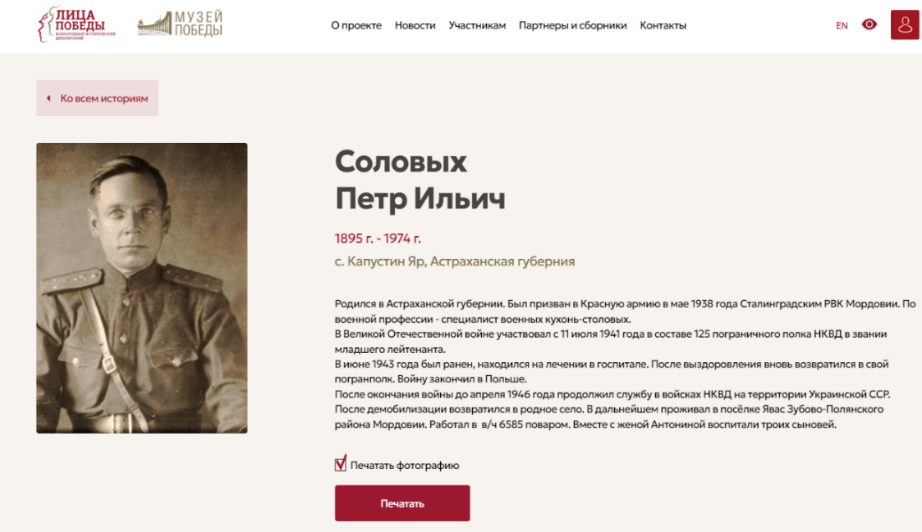 ЛИЦА
ПОБЕДЫ
МУЗЕЙ
ПОБЕДЫ
О проекте Новости Участникам Партнеры и сборники Контакты
EN
Ко всем историям
Соловых
Петр Ильич
1895 г. - 1974 г.
с. Капустин Яр, Астраханская губерния
Родился в Астраханской губернии. Был призван в Красную армию в мае 1938 года Сталинградским РВК Мордовии. По
военной профессии - специалист военных кухонь-столовых.
В Великой Отечественной войне участвовал с 11 июля 1941 года в составе 125 пограничного полка НКВД в звании
младшего лейтенанта.
В июне 1943 года был ранен, находился на лечении в госпитале. После выздоровления вновь возвратился в свой
погранполк. Войну закончил в Польше.
После окончания войны до апреля 1946 года продолжил службу в войсках НКВД на территории Украинской ССР.
После демобилизации возвратился в родное село. В дальнейшем проживал в посёлке Явас Зубово-Полянского
района Мордовии. Работал в в/ч 6585 поваром. Вместе с женой Антониной воспитали троих сыновей.
Печатать фотографию
Печатать